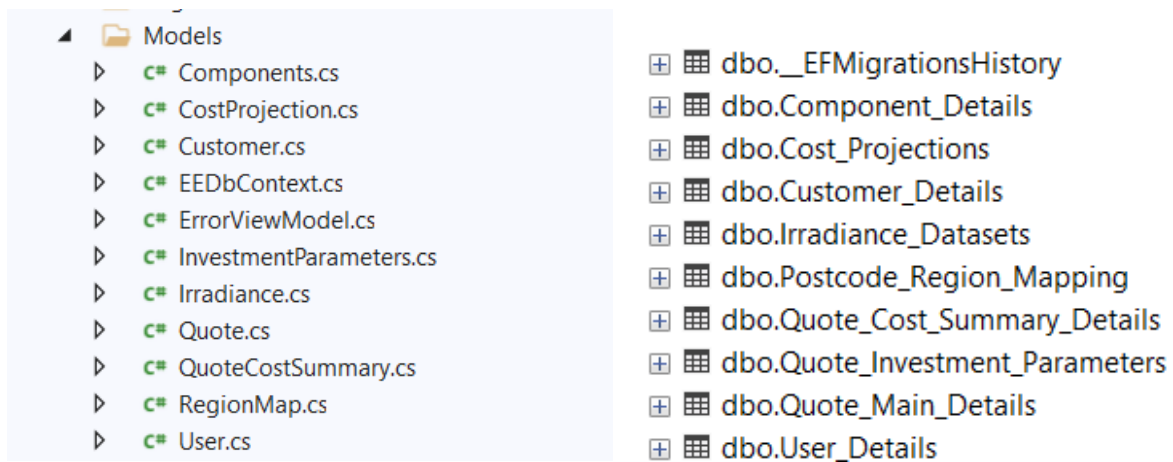 Models
C# Components.cs
C# CostProjection.cs
C# Customer.cs
C# EEDbContext.cs
C# ErrorViewModel.cs
C# InvestmentParameters.cs
C# Irradiance.cs
C# Quote.cs
C# QuoteCostSummary.cs
C# RegionMap.cs
C# User.cs
dbo.__EFMigrationsHistory
dbo.Component_Details
dbo.Cost_Projections
dbo.Customer_Details
dbo.Irradiance_Datasets
dbo.Postcode_Region_Mapping
dbo.Quote_Cost_Summary_Details
dbo.Quote_Investment_Parameters
dbo.Quote_Main_Details
dbo.User_Details